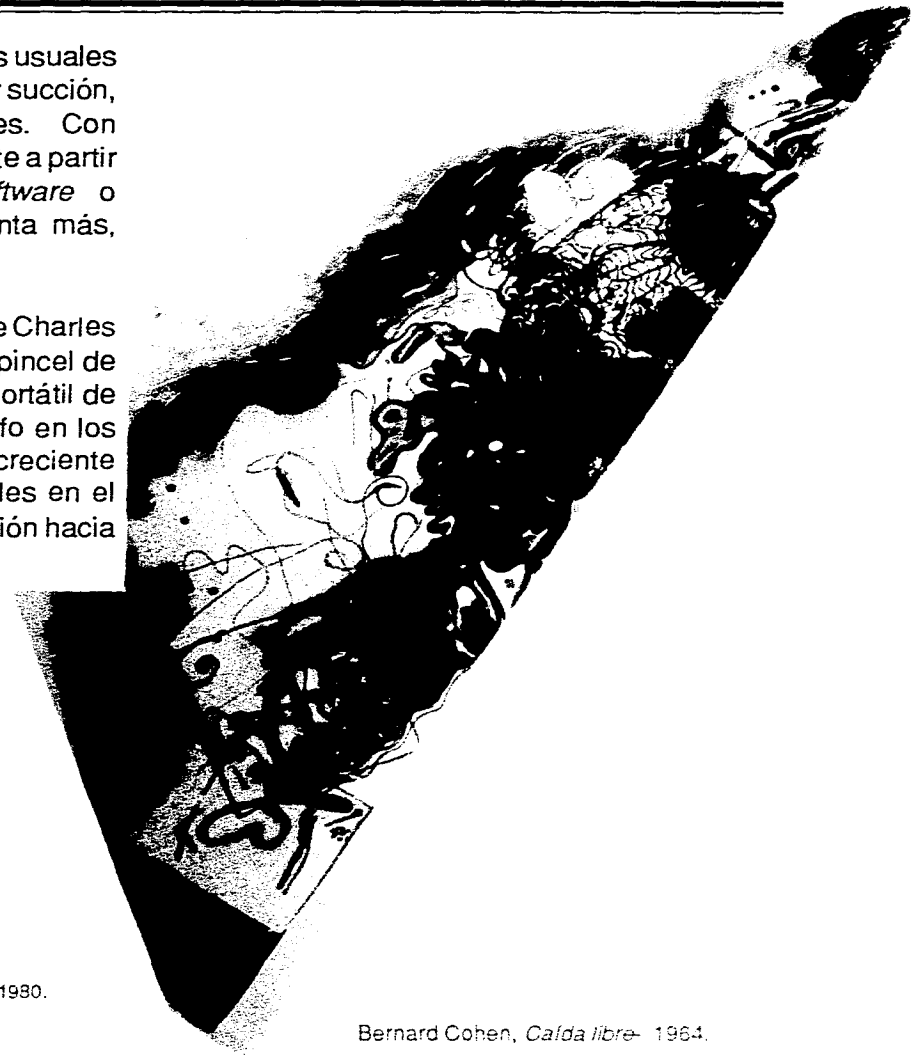 s usuales
succión,
es. Con
e a partir
ftware o
nta más,
e Charles
pincel de
ortátil de
fo en los
creciente
les en el
ión hacia
1980.
Bernard Cohen, Caída libre- 1964.